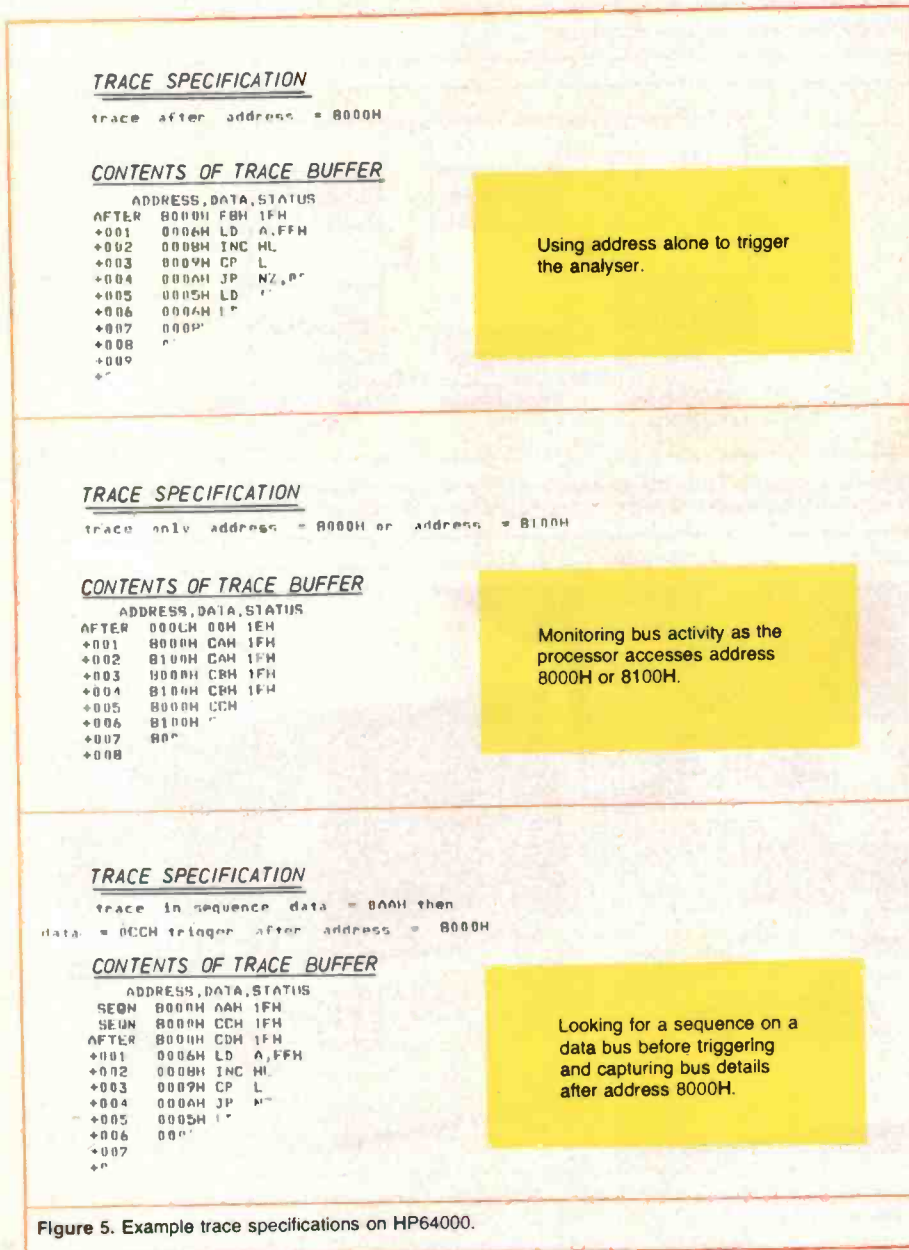 TRACE SPECIFICATION
trace after address = 8000H
CONTENTS OF TRACE BUFFER
ADDRESS,DATA,STATUS
AFTER 8000H FBH 1FH
+001 0006H LD A,FFH
+002 0008H INC HL
+003 0009H CP L
+004 000AH JP NZ,
+005 0005H LD
+006 0006H
+007
+008
+009
Using address alone to trigger
the analyser.
TRACE SPECIFICATION
trace only address = 8000H or address = 8100H
CONTENTS OF TRACE BUFFER
ADDRESS,DATA,STATUS
AFTER 000CH 00H 1EH
+001 8000H CAH 1FH
+002 8100H CAH 1FH
+003 8000H CBH 1FH
+004 8100H CBH 1FH
+005 8000H CCH
+006 8100H
+007
+008
Monitoring bus activity as the
processor accesses address
8000H or 8100H.
TRACE SPECIFICATION
trace in sequence data = 0AAH then
data = 0CCH trigger after address = 8000H
CONTENTS OF TRACE BUFFER
ADDRESS,DATA,STATUS
SEQN 8000H AAH 1FH
SEQN 8000H CCH 1FH
AFTER 8000H CDH 1FH
+001 0006H LD A,FFH
+002 0008H INC HL
+003 0009H CP L
+004 000AH JP
+005 0005H
+006
+007
Looking for a sequence on a
data bus before triggering
and capturing bus details
after address 8000H.
Figure 5. Example trace specifications on HP64000.